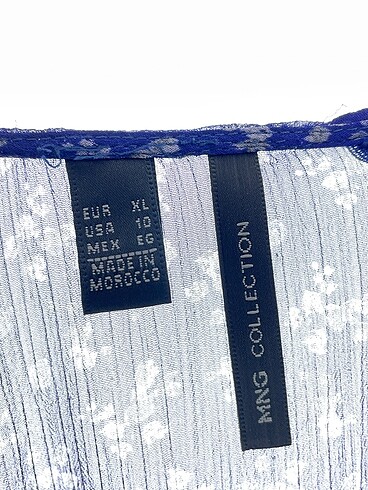 EUR XL
USA 10
MEX EG
MADE IN
MOROCCO
MNG COLLECTION